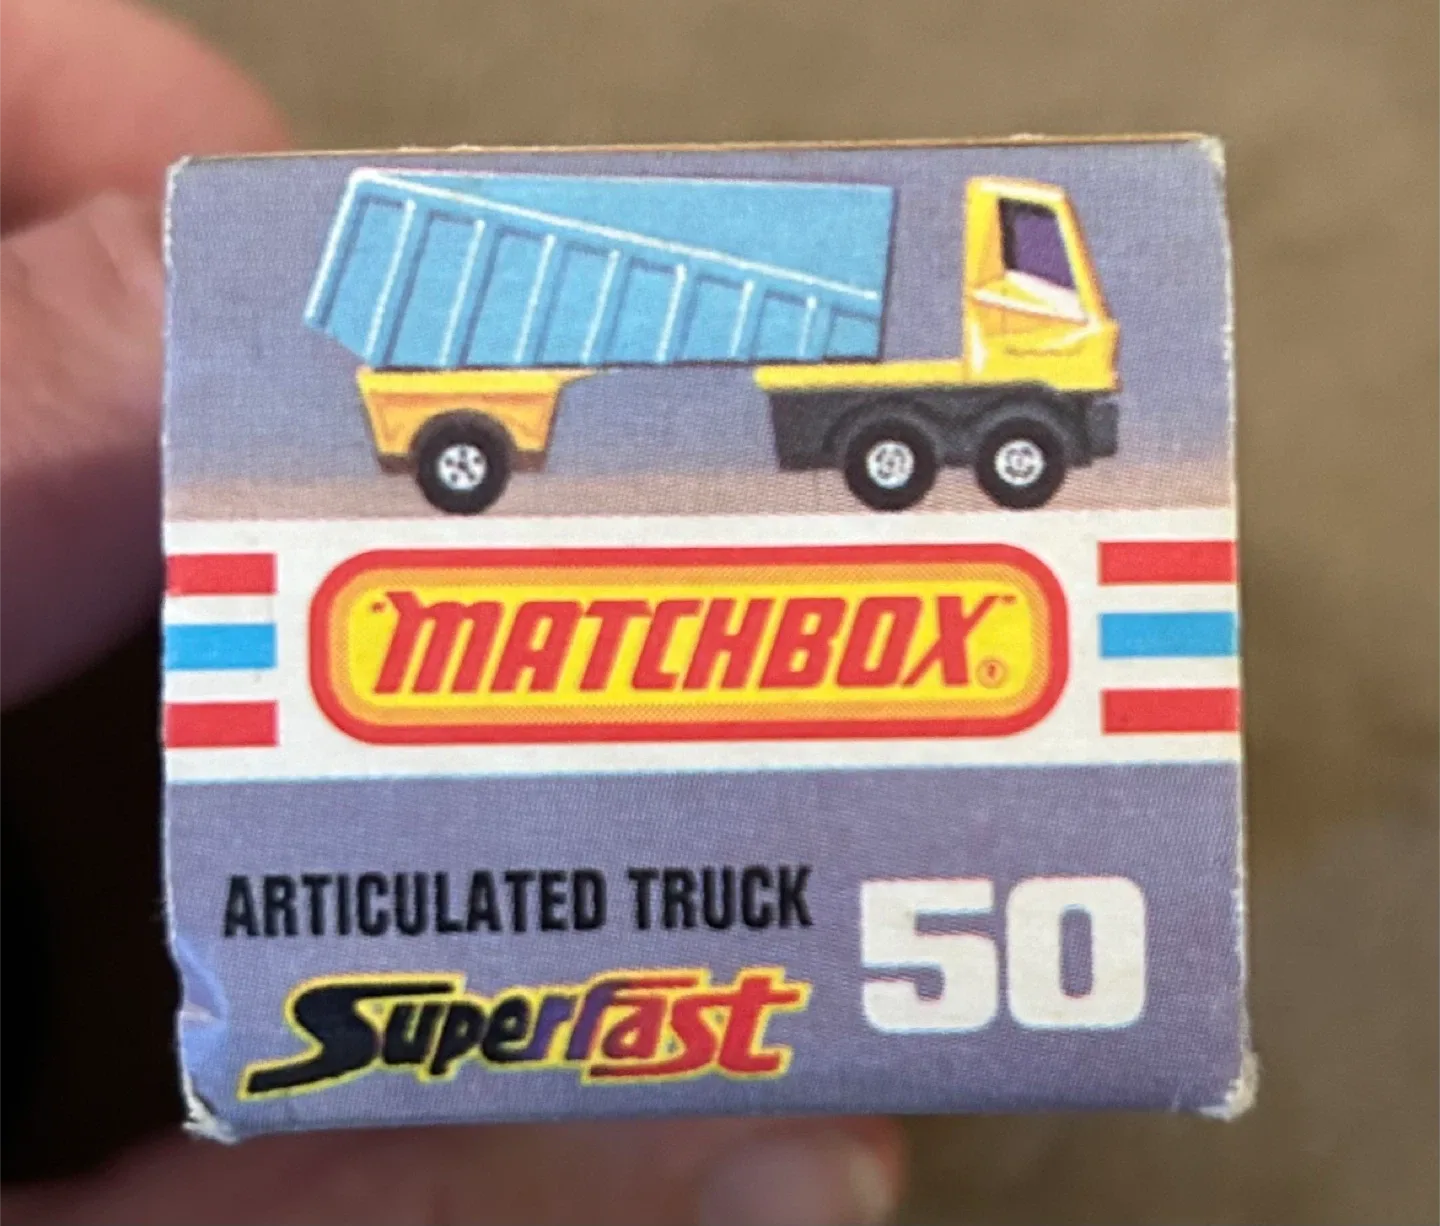 "MATCHBOX"®
ARTICULATED TRUCK
50
Superfast